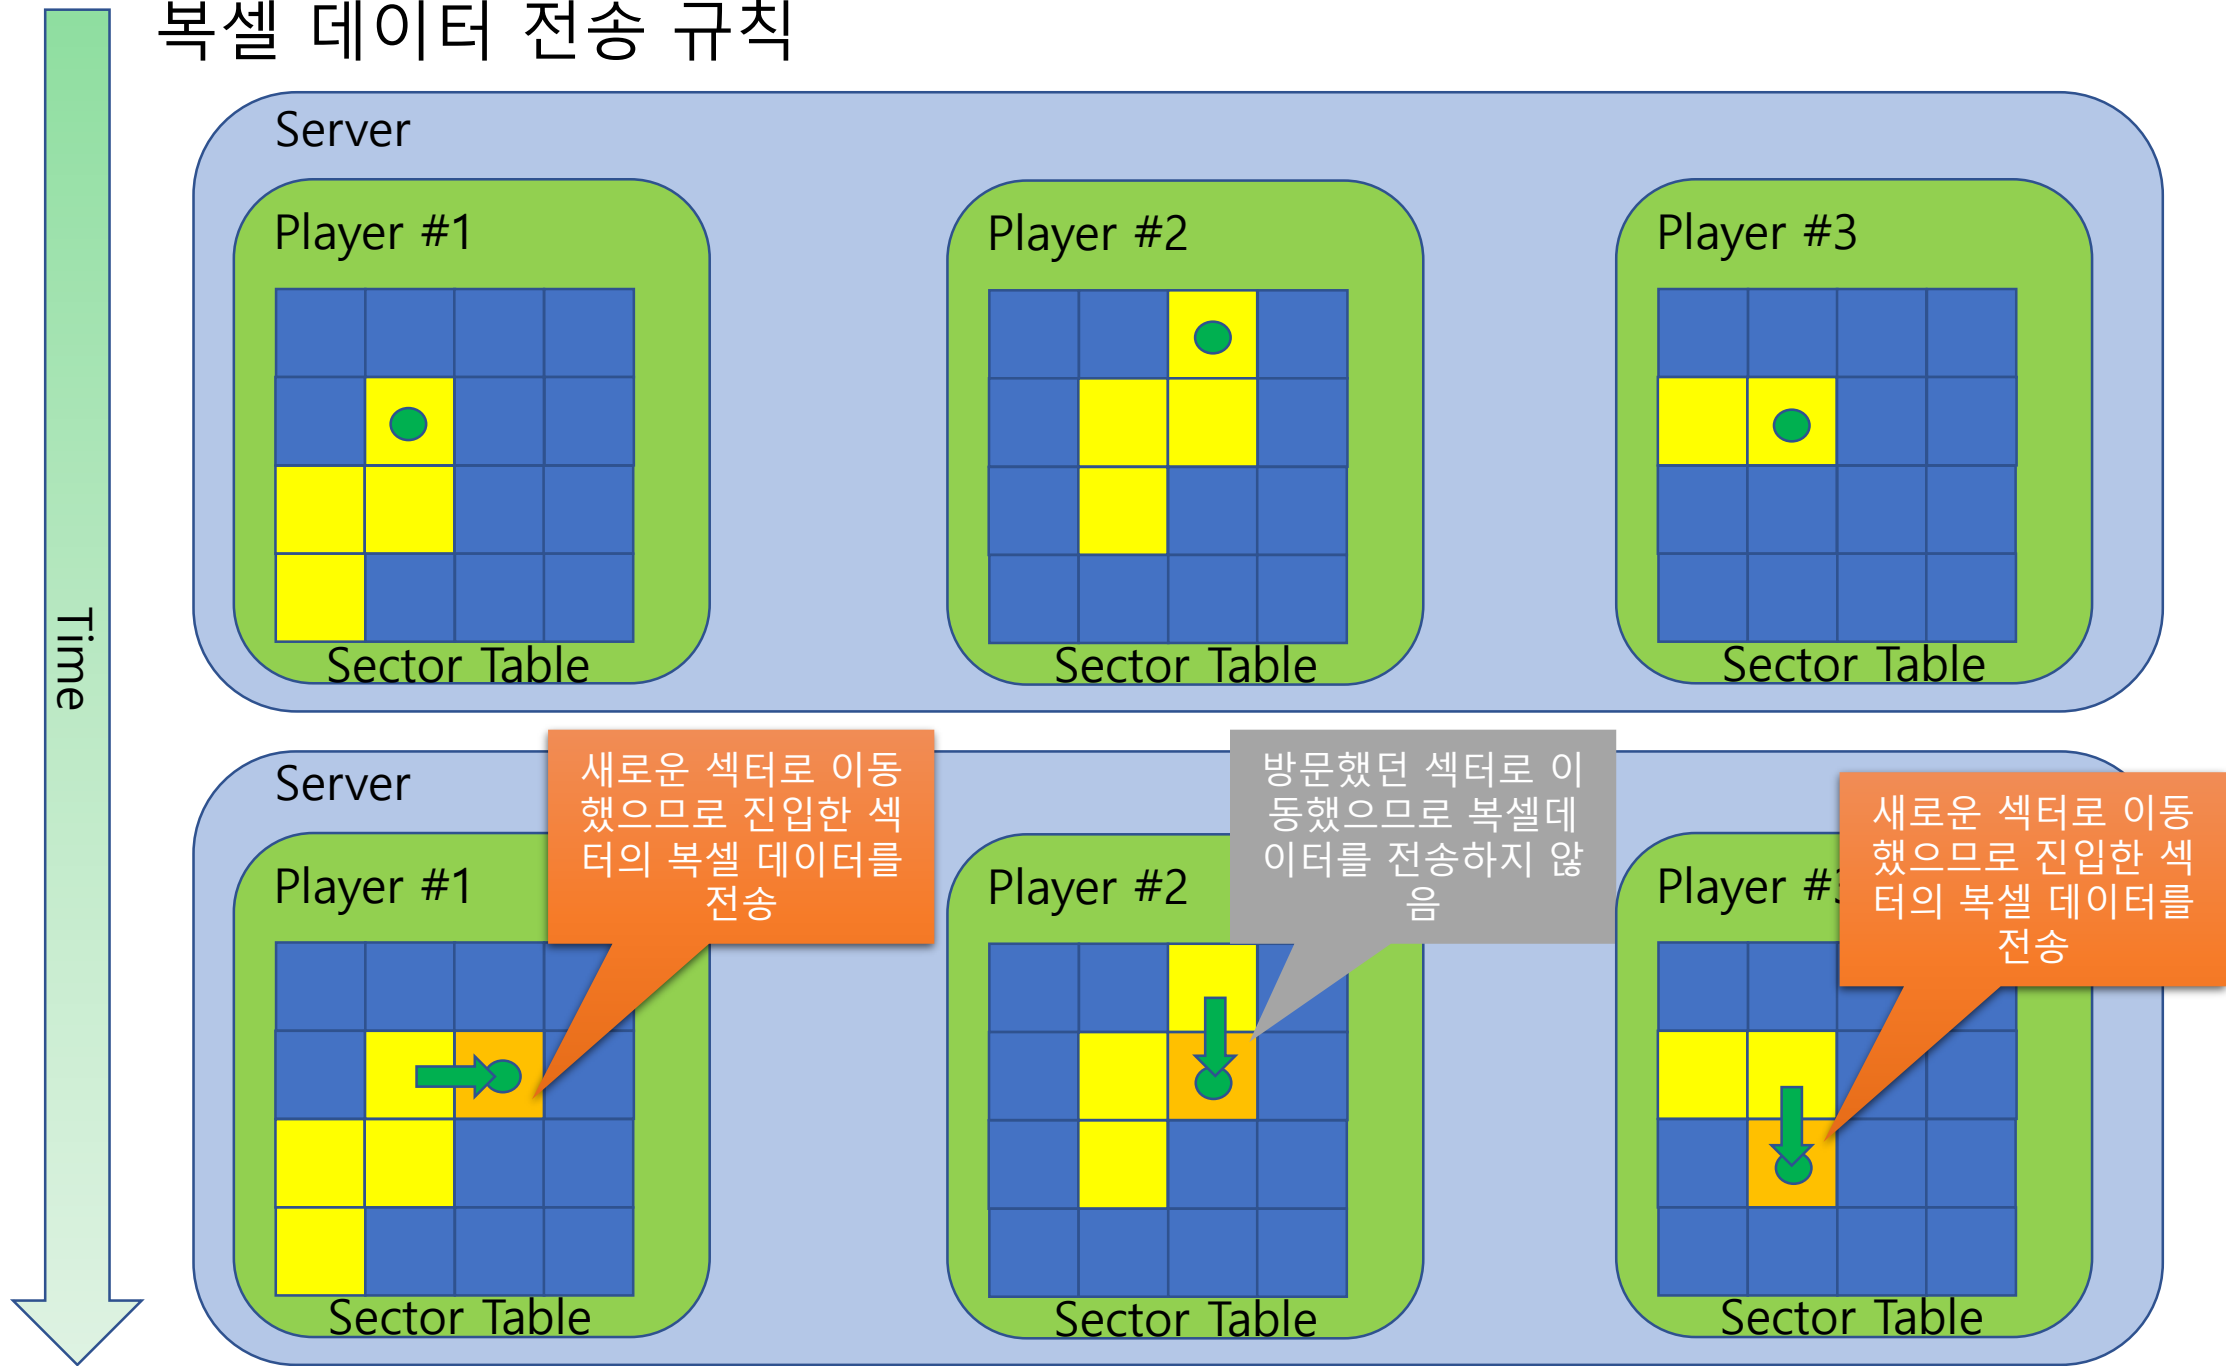 복셀 데이터 전송 규칙
Time
Server
Player #1
Sector Table
Player #2
Sector Table
Player #3
Sector Table
Server
새로운 섹터로 이동
했으므로 진입한 섹
터의 복셀 데이터를
전송
방문했던 섹터로 이
동했으므로 복셀데
이터를 전송하지 않
음
새로운 섹터로 이동
했으므로 진입한 섹
터의 복셀 데이터를
전송
Player #1
Sector Table
Player #2
Sector Table
Player #3
Sector Table